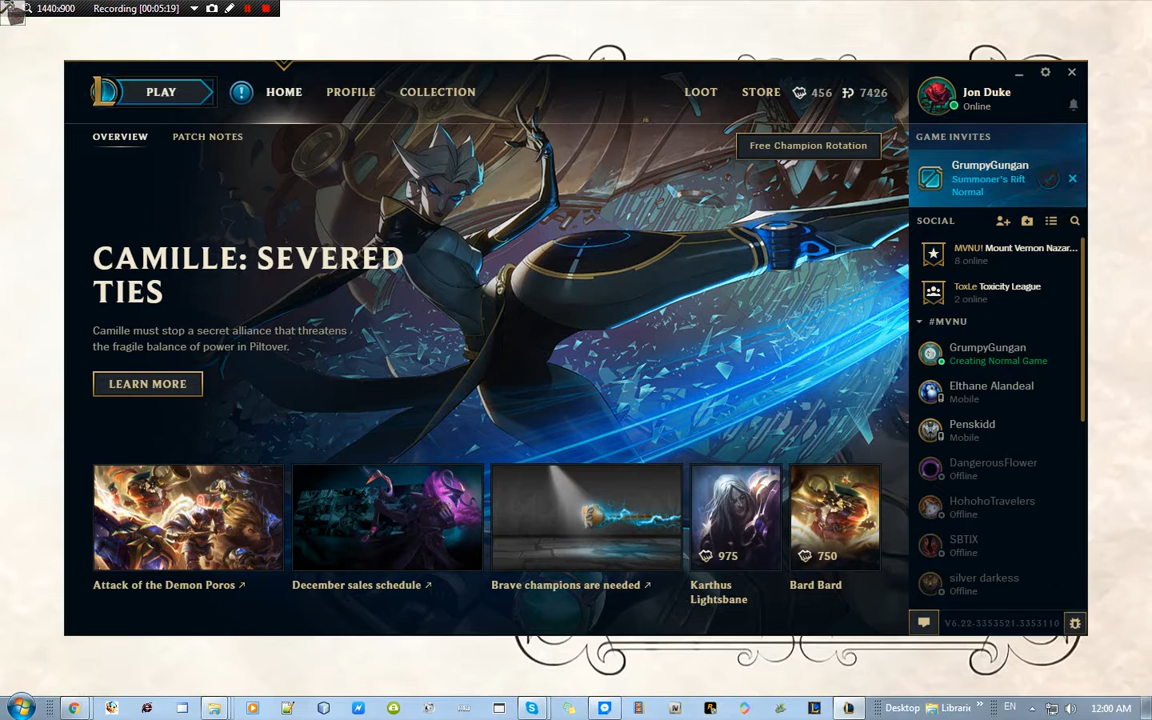 1440x900 Recording [00:05:19]
PLAY
HOME PROFILE COLLECTION
LOOT STORE 456 7426
OVERVIEW PATCH NOTES
Free Champion Rotation
CAMILLE: SEVERED
TIES
Camille must stop a secret alliance that threatens
the fragile balance of power in Piltover.
LEARN MORE
975
750
Attack of the Demon Poros
December sales schedule
Brave champions are needed
Karthus
Lightsbane
Bard Bard
Jon Duke
Online
GAME INVITES
GrumpyGungan
Summoner's Rift
Normal
SOCIAL
MVNU! Mount Vernon Nazar...
8 online
ToxLe Toxicity League
2 online
#MVNU
GrumpyGungan
Creating Normal Game
Elthane Alandeal
Mobile
Penskidd
Mobile
DangerousFlower
Offline
HohohoTravelers
Offline
SBTIX
Offline
silver darkess
Offline
V6.22-3353521.3353110
Desktop Librari
EN
12:00 AM